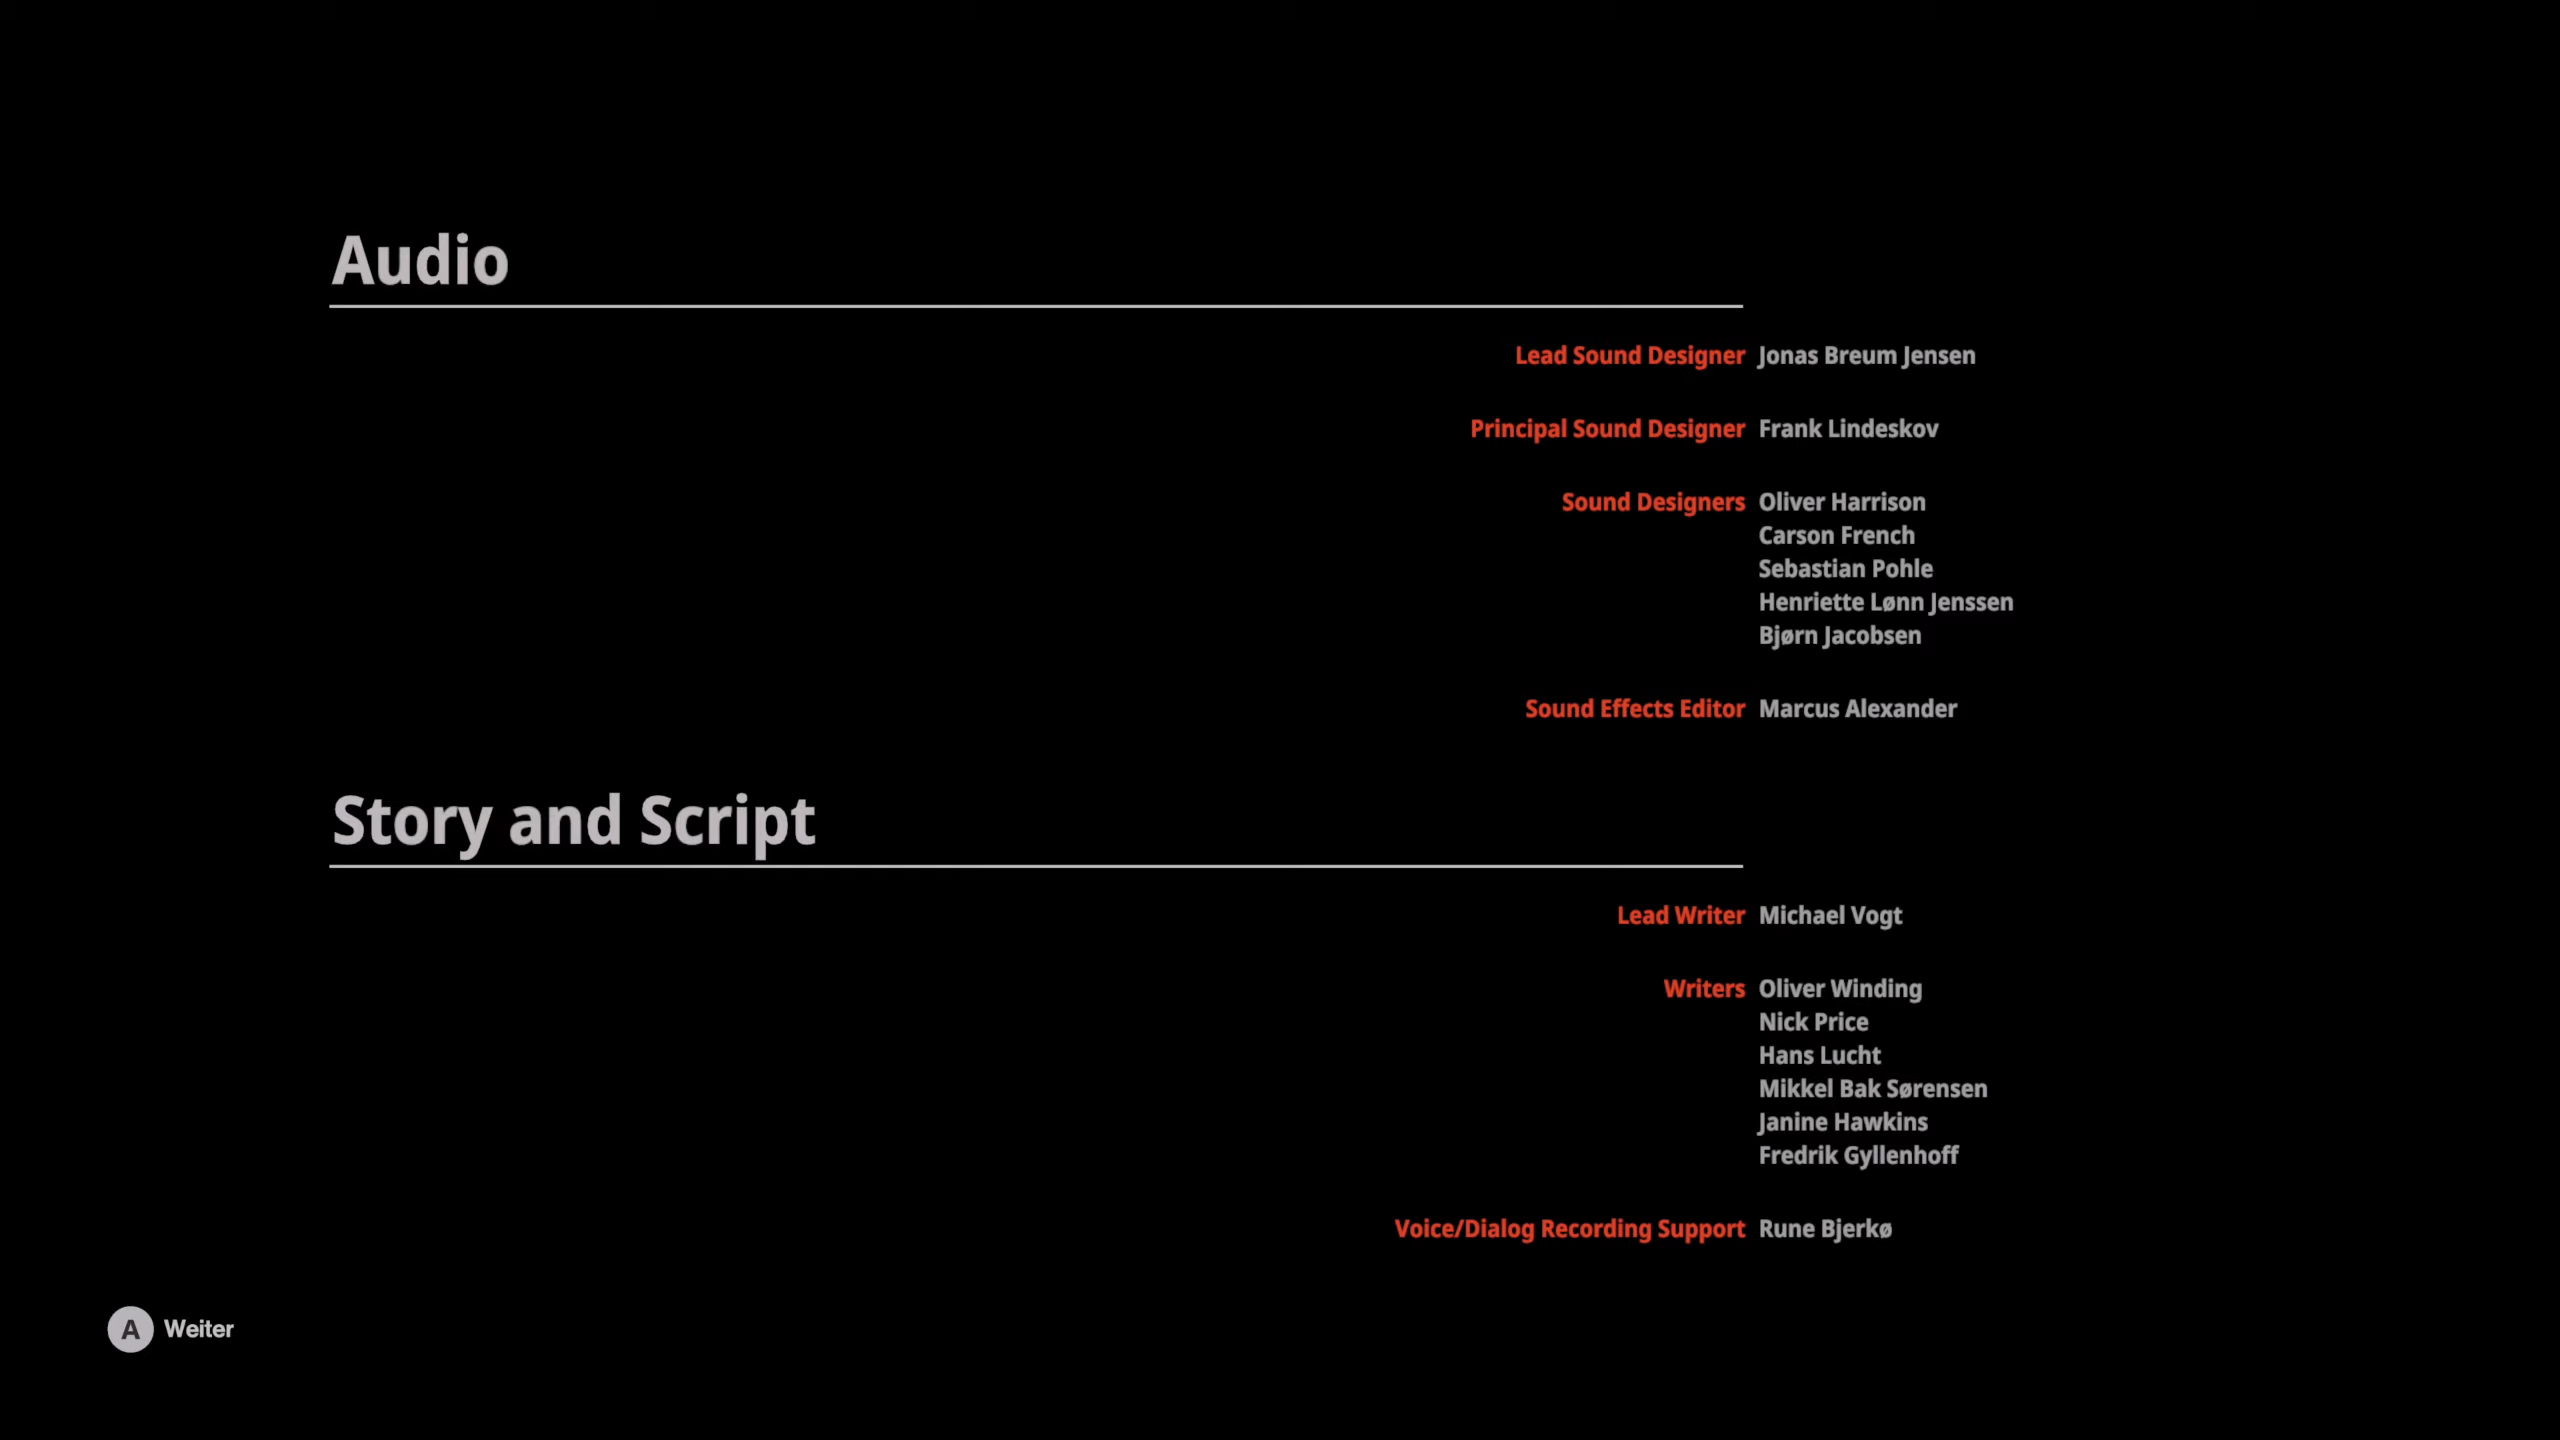 Audio
Lead Sound Designer Jonas Breum Jensen
Principal Sound Designer Frank Lindeskov
Sound Designers Oliver Harrison
Carson French
Sebastian Pohle
Henriette Lønn Jenssen
Bjørn Jacobsen
Sound Effects Editor Marcus Alexander
Story and Script
Lead Writer Michael Vogt
Writers Oliver Winding
Nick Price
Hans Lucht
Mikkel Bak Sørensen
Janine Hawkins
Fredrik Gyllenhoff
Voice/Dialog Recording Support Rune Bjerkø
A Weiter